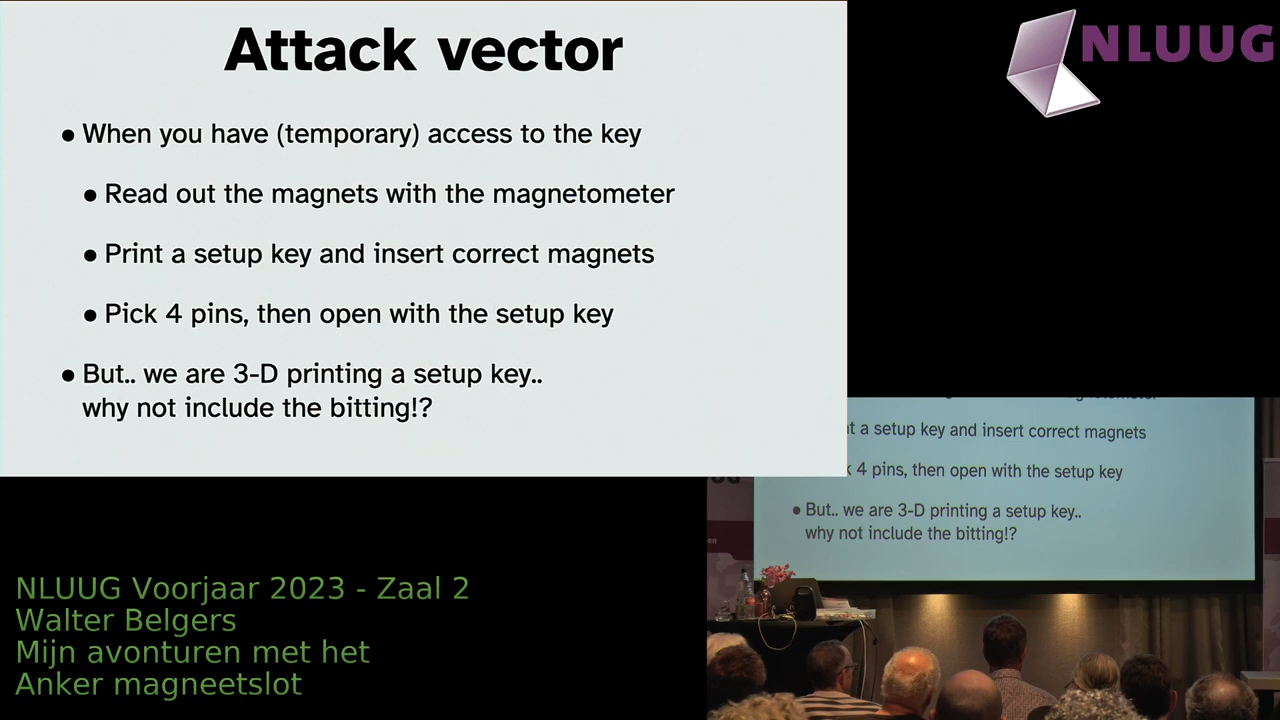 Attack vector
• When you have (temporary) access to the key
• Read out the magnets with the magnetometer
• Print a setup key and insert correct magnets
• Pick 4 pins, then open with the setup key
• But.. we are 3-D printing a setup key..
why not include the bitting!?
NLUUG
a setup key and insert correct magnets
4 pins, then open with the setup key
• But.. we are 3-D printing a setup key..
why not include the bitting!?
NLUUG Voorjaar 2023 - Zaal 2
Walter Belgers
Mijn avonturen met het
Anker magneetslot